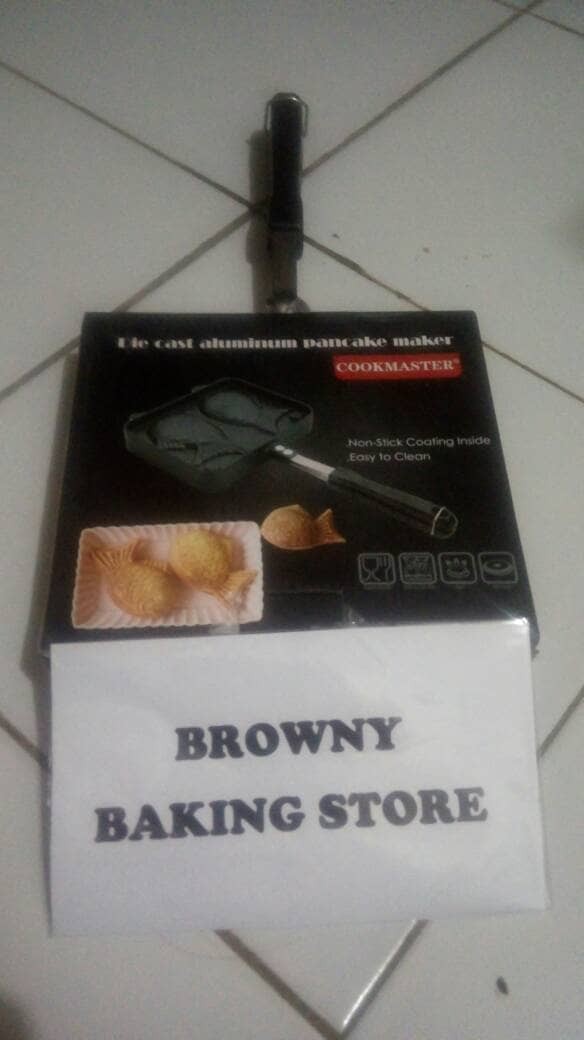 Die cast aluminum pancake maker
COOKMASTER®
.Non-Stick Coating Inside
.Easy to Clean
BROWNY
BAKING STORE